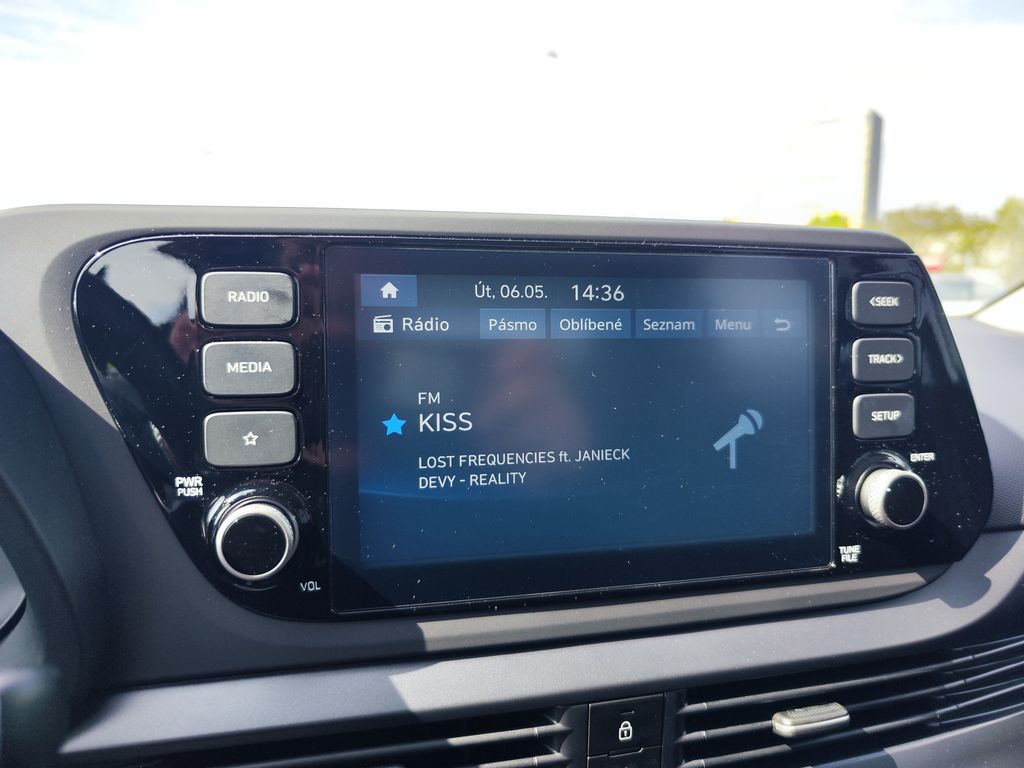 RADIO
MEDIA
PWR
PUSH
VOL
Út, 06.05. 14:36
Rádio Pásmo Oblíbené Seznam Menu
FM
KISS
LOST FREQUENCIES ft. JANIECK
DEVY - REALITY
<SEEK
TRACK>
SETUP
ENTER
TUNE
FILE